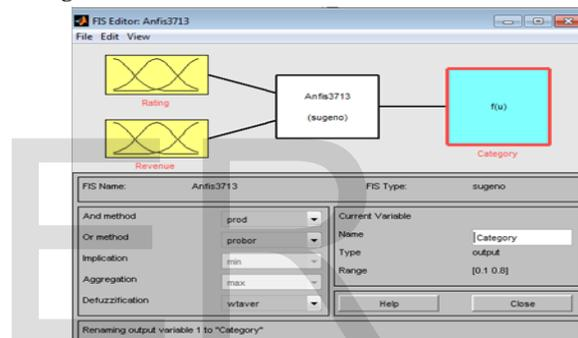 FIS Editor: Anfis3713
File Edit View
Rating
Revenue
Anfis3713
(sugeno)
f(u)
Category
FIS Name: Anfis3713 FIS Type: sugeno
And method prod
Or method probor
Implication min
Aggregation max
Defuzzification wtaver
Current Variable
Name Category
Type output
Range [0.1 0.8]
Help Close
Renaming output variable 1 to "Category"
ER